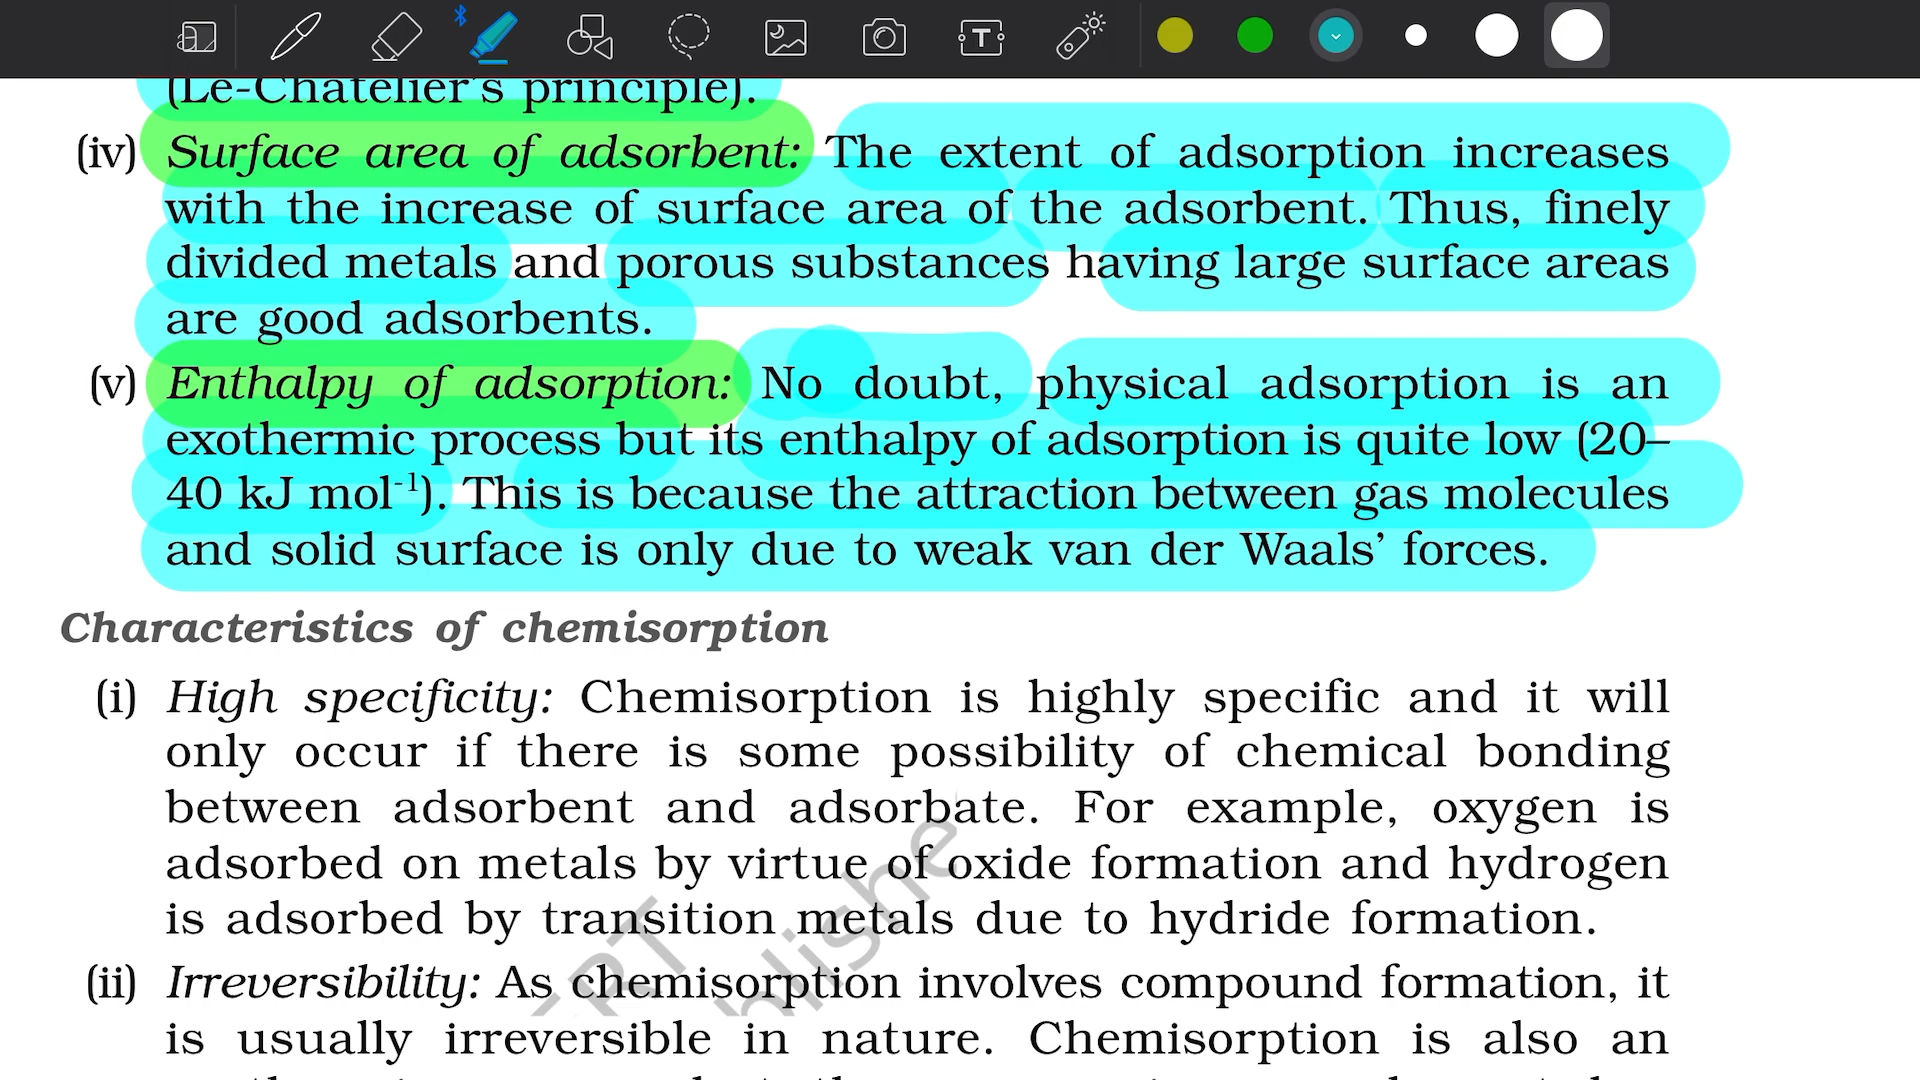 (Le-Chatelier's principle).
(iv) Surface area of adsorbent: The extent of adsorption increases
with the increase of surface area of the adsorbent. Thus, finely
divided metals and porous substances having large surface areas
are good adsorbents.
(v) Enthalpy of adsorption: No doubt, physical adsorption is an
exothermic process but its enthalpy of adsorption is quite low (20–
40 kJ mol⁻¹). This is because the attraction between gas molecules
and solid surface is only due to weak van der Waals’ forces.
Characteristics of chemisorption
(i) High specificity: Chemisorption is highly specific and it will
only occur if there is some possibility of chemical bonding
between adsorbent and adsorbate. For example, oxygen is
adsorbed on metals by virtue of oxide formation and hydrogen
is adsorbed by transition metals due to hydride formation.
(ii) Irreversibility: As chemisorption involves compound formation, it
is usually irreversible in nature. Chemisorption is also an